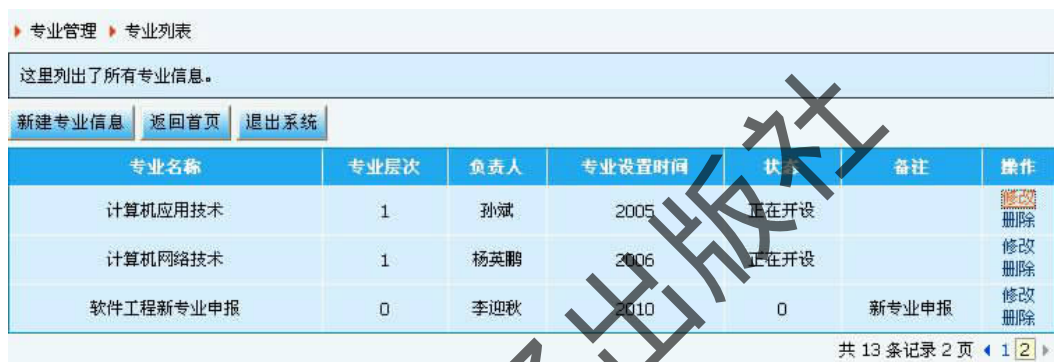 专业管理 专业列表
这里列出了所有专业信息。
新建专业信息 返回首页 退出系统
专业名称 专业层次 负责人 专业设置时间 状态 备注 操作
计算机应用技术 1 孙斌 2005 正在开设 修改
删除
计算机网络技术 1 杨英鹏 2006 正在开设 修改
删除
软件工程新专业申报 0 李迎秋 2010 0 新专业申报 修改
删除
共 13 条记录 2 页 1 2
出版社